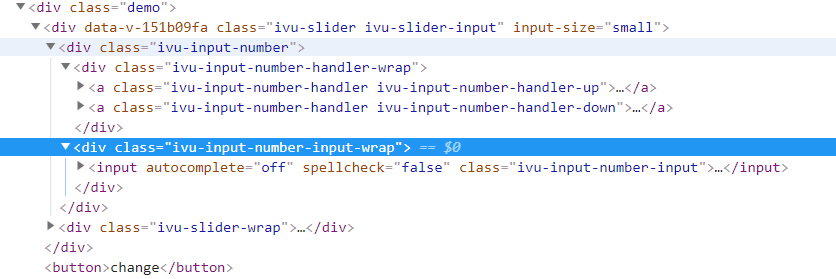 ▼<div class="demo">
▼<div data-v-151b09fa class="ivu-slider ivu-slider-input" input-size="small">
▼<div class="ivu-input-number">
▼<div class="ivu-input-number-handler-wrap">
▶<a class="ivu-input-number-handler ivu-input-number-handler-up">…</a>
▶<a class="ivu-input-number-handler ivu-input-number-handler-down">…</a>
</div>
▼<div class="ivu-input-number-input-wrap"> == $0
▶<input autocomplete="off" spellcheck="false" class="ivu-input-number-input">…</input>
</div>
</div>
▶<div class="ivu-slider-wrap">…</div>
</div>
<button>change</button>